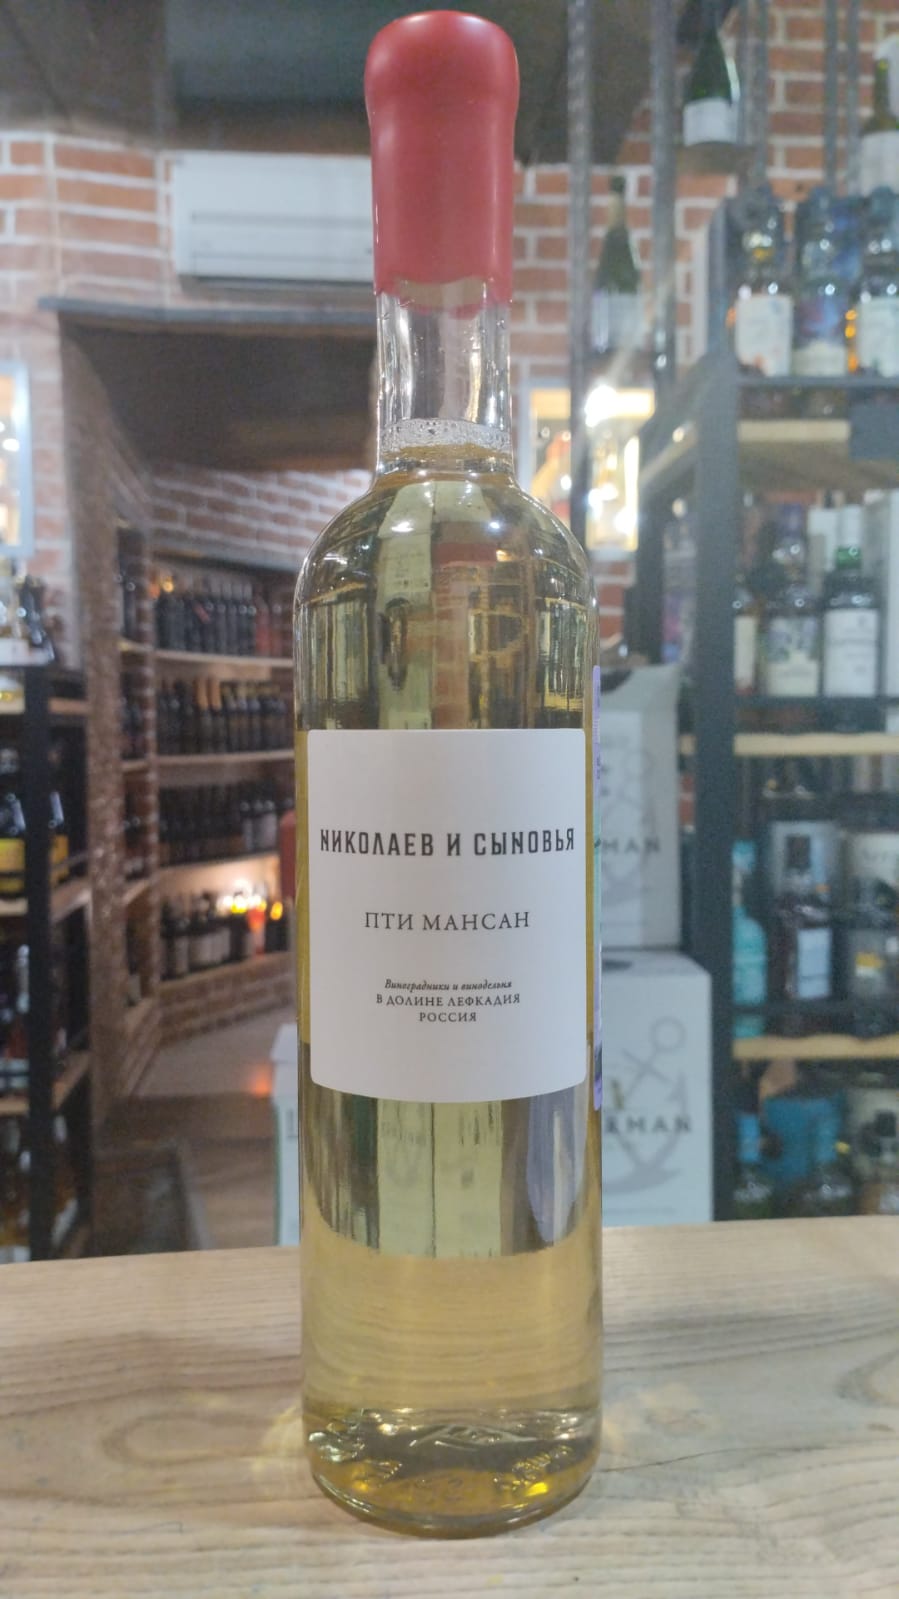 НИКОЛАЕВ И СЫНОВЬЯ
ПТИ МАНСАН
Виноградники и винодельня
В ДОЛИНЕ ЛЕФКАДИЯ
РОССИЯ